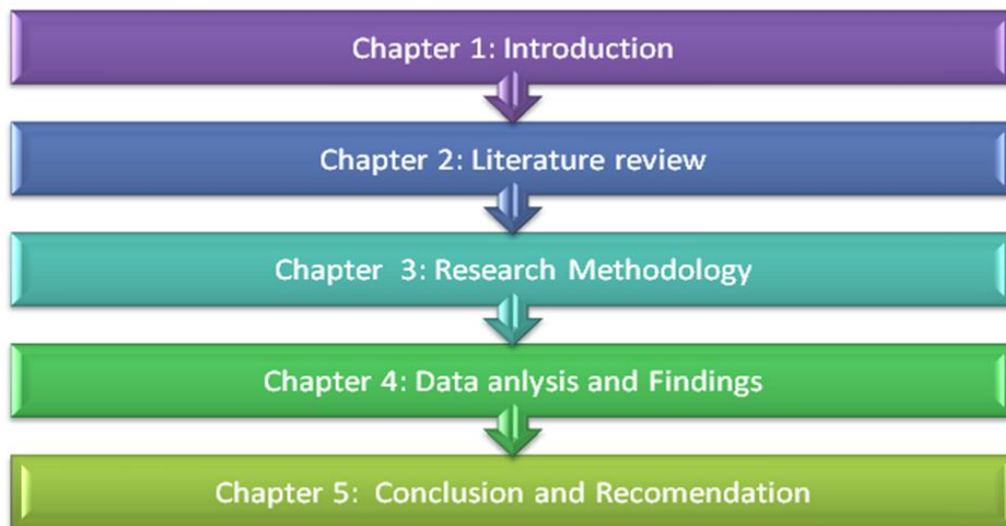 Chapter 1: Introduction
Chapter 2: Literature review
Chapter  3: Research Methodology
Chapter 4: Data anlysis and Findings
Chapter 5:  Conclusion and Recomendation